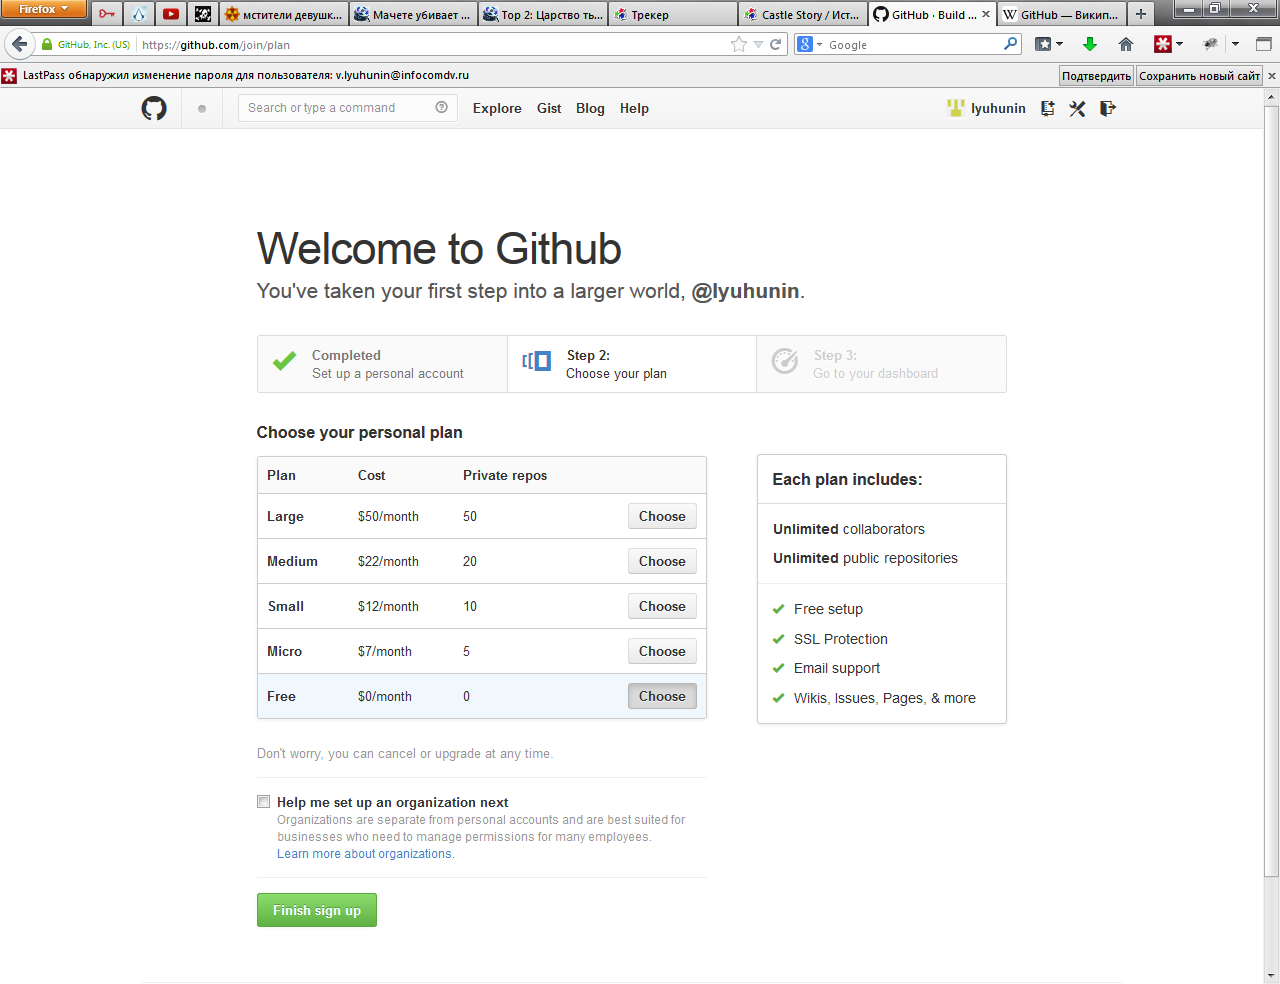 Firefox
мстители девушк...
Мачете убивает ...
Тор 2: Царство ть...
Трекер
Castle Story / Ист...
GitHub · Build ...
GitHub — Викип...
GitHub, Inc. (US)
https://github.com/join/plan
Google
LastPass обнаружил изменение пароля для пользователя: v.lyuhunin@infocomdv.ru
Подтвердить
Сохранить новый сайт
Search or type a command
Explore
Gist
Blog
Help
lyuhunin
Welcome to Github
You've taken your first step into a larger world, @lyuhunin.
Completed
Set up a personal account
Step 2:
Choose your plan
Step 3:
Go to your dashboard
Choose your personal plan
Plan Cost Private repos
Large $50/month 50 Choose
Medium $22/month 20 Choose
Small $12/month 10 Choose
Micro $7/month 5 Choose
Free $0/month 0 Choose
Each plan includes:
Unlimited collaborators
Unlimited public repositories
Free setup
SSL Protection
Email support
Wikis, Issues, Pages, & more
Don't worry, you can cancel or upgrade at any time.
Help me set up an organization next
Organizations are separate from personal accounts and are best suited for
businesses who need to manage permissions for many employees.
Learn more about organizations.
Finish sign up